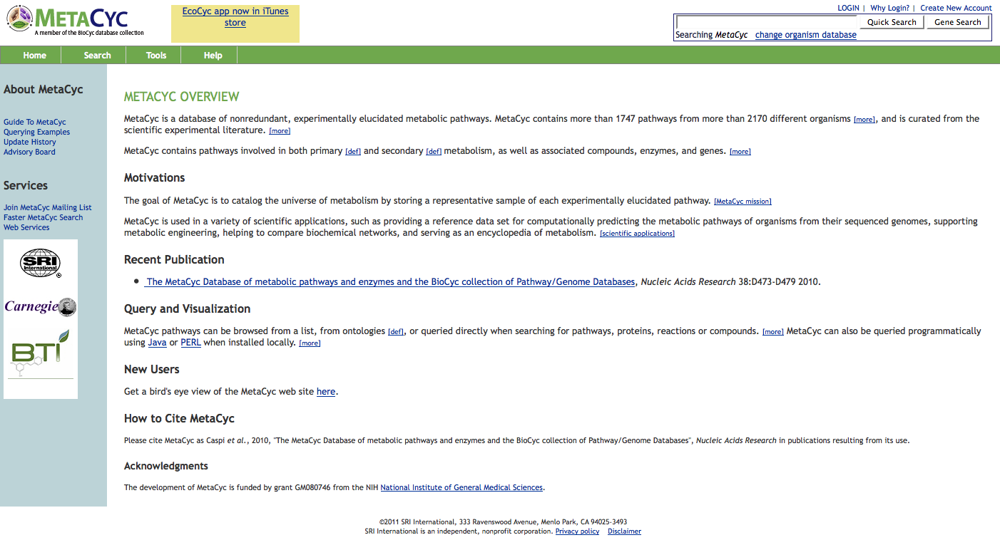 METACYC
A member of the BioCyc database collection
EcoCyc app now in iTunes
store
LOGIN | Why Login? | Create New Account
Quick Search Gene Search
Searching MetaCyc change organism database
Home Search Tools Help
About MetaCyc
Guide To MetaCyc
Querying Examples
Update History
Advisory Board
Services
Join MetaCyc Mailing List
Faster MetaCyc Search
Web Services
SRI
International
®
Carnegie
BTI
METACYC OVERVIEW
MetaCyc is a database of nonredundant, experimentally elucidated metabolic pathways. MetaCyc contains more than 1747 pathways from more than 2170 different organisms [more], and is curated from the
scientific experimental literature. [more]
MetaCyc contains pathways involved in both primary [def] and secondary [def] metabolism, as well as associated compounds, enzymes, and genes. [more]
Motivations
The goal of MetaCyc is to catalog the universe of metabolism by storing a representative sample of each experimentally elucidated pathway. [MetaCyc mission]
MetaCyc is used in a variety of scientific applications, such as providing a reference data set for computationally predicting the metabolic pathways of organisms from their sequenced genomes, supporting
metabolic engineering, helping to compare biochemical networks, and serving as an encyclopedia of metabolism. [scientific applications]
Recent Publication
• The MetaCyc Database of metabolic pathways and enzymes and the BioCyc collection of Pathway/Genome Databases, Nucleic Acids Research 38:D473-D479 2010.
Query and Visualization
MetaCyc pathways can be browsed from a list, from ontologies [def], or queried directly when searching for pathways, proteins, reactions or compounds. [more] MetaCyc can also be queried programmatically
using Java or PERL when installed locally. [more]
New Users
Get a bird's eye view of the MetaCyc web site here.
How to Cite MetaCyc
Please cite MetaCyc as Caspi et al., 2010, "The MetaCyc Database of metabolic pathways and enzymes and the BioCyc collection of Pathway/Genome Databases", Nucleic Acids Research in publications resulting from its use.
Acknowledgments
The development of MetaCyc is funded by grant GM080746 from the NIH National Institute of General Medical Sciences.
©2011 SRI International, 333 Ravenswood Avenue, Menlo Park, CA 94025-3493
SRI International is an independent, nonprofit corporation. Privacy policy Disclaimer